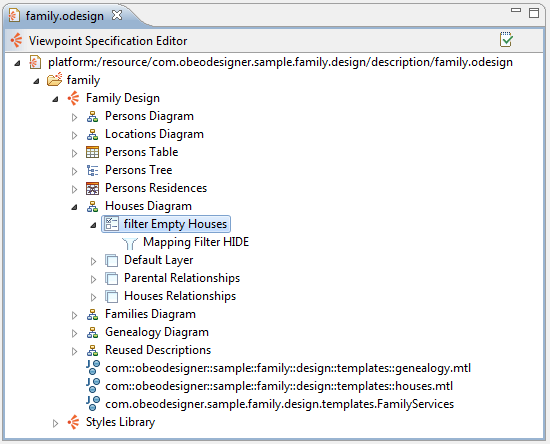 family.odesign
Viewpoint Specification Editor
platform:/resource/com.obeodesigner.sample.family.design/description/family.odesign
family
Family Design
Persons Diagram
Locations Diagram
Persons Table
Persons Tree
Persons Residences
Houses Diagram
filter Empty Houses
Mapping Filter HIDE
Default Layer
Parental Relationships
Houses Relationships
Families Diagram
Genealogy Diagram
Reused Descriptions
com::obeodesigner::sample::family::design::templates::genealogy.mtl
com::obeodesigner::sample::family::design::templates::houses.mtl
com.obeodesigner.sample.family.design.templates.FamilyServices
Styles Library